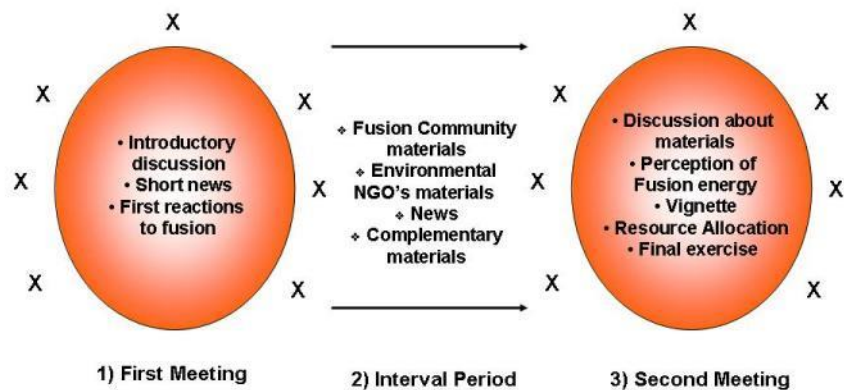 X
X
X
X
X
X
X
• Introductory
discussion
• Short news
• First reactions
to fusion
❖ Fusion Community
materials
❖ Environmental
NGO's materials
❖ News
❖ Complementary
materials
X
X
X
X
X
X
• Discussion about
materials
• Perception of
Fusion energy
• Vignette
• Resource Allocation
• Final exercise
1) First Meeting
2) Interval Period
3) Second Meeting